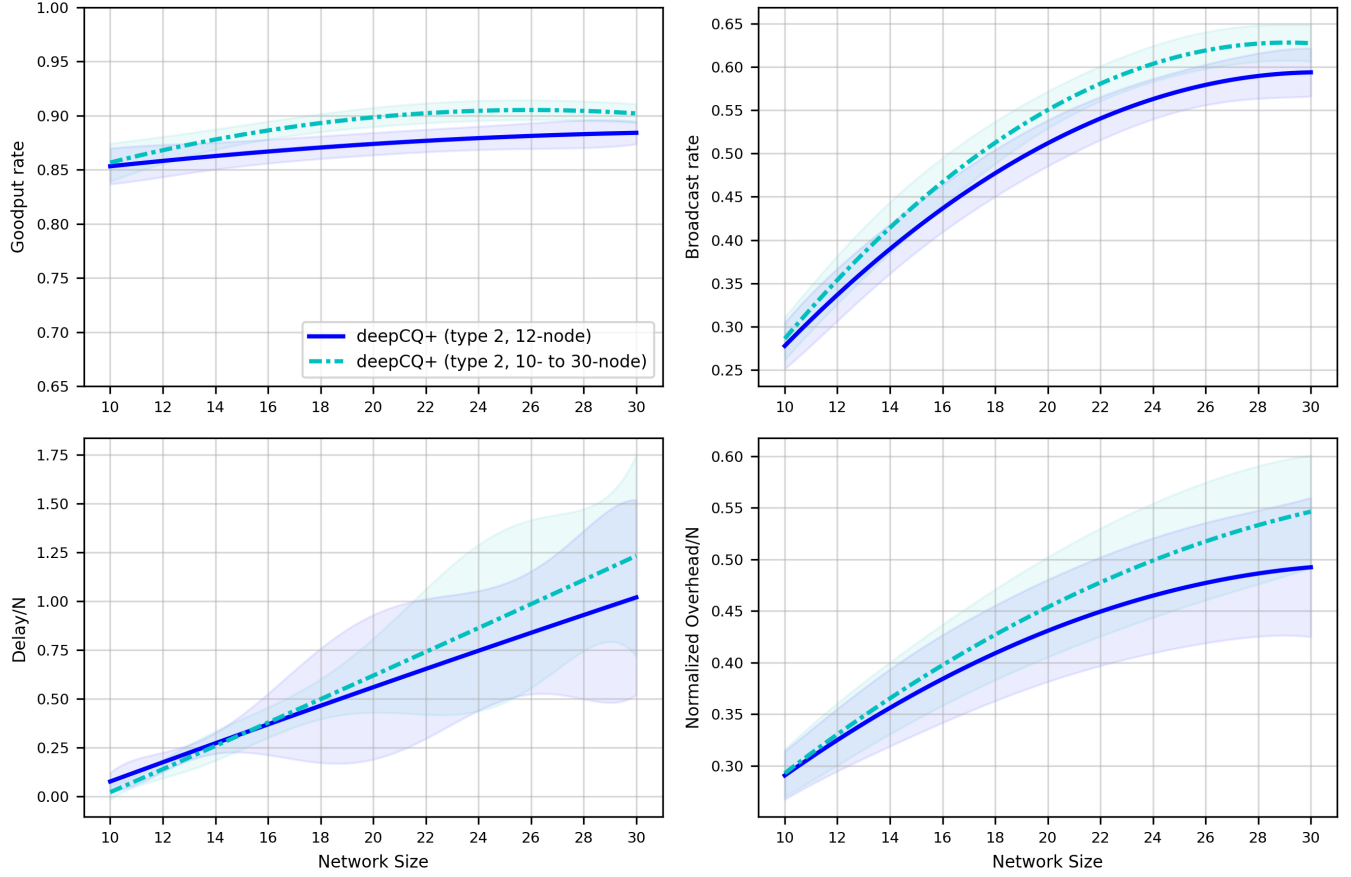 1.00
0.95
0.90
0.85
0.80
0.75
0.70
0.65
Goodput rate
deepCQ+ (type 2, 12-node)
deepCQ+ (type 2, 10- to 30-node)
10 12 14 16 18 20 22 24 26 28 30
0.65
0.60
0.55
0.50
0.45
0.40
0.35
0.30
0.25
Broadcast rate
10 12 14 16 18 20 22 24 26 28 30
1.75
1.50
1.25
1.00
0.75
0.50
0.25
0.00
Delay/N
10 12 14 16 18 20 22 24 26 28 30
Network Size
0.60
0.55
0.50
0.45
0.40
0.35
0.30
Normalized Overhead/N
10 12 14 16 18 20 22 24 26 28 30
Network Size